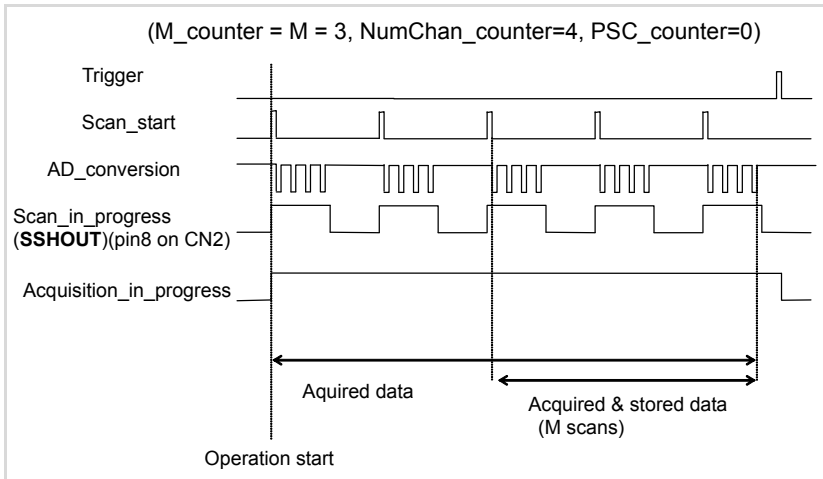 (M_counter = M = 3, NumChan_counter=4, PSC_counter=0)
Trigger
Scan_start
AD_conversion
Scan_in_progress
(SSHOUT)(pin8 on CN2)
Acquisition_in_progress
Aquired data
Acquired & stored data
(M scans)
Operation start